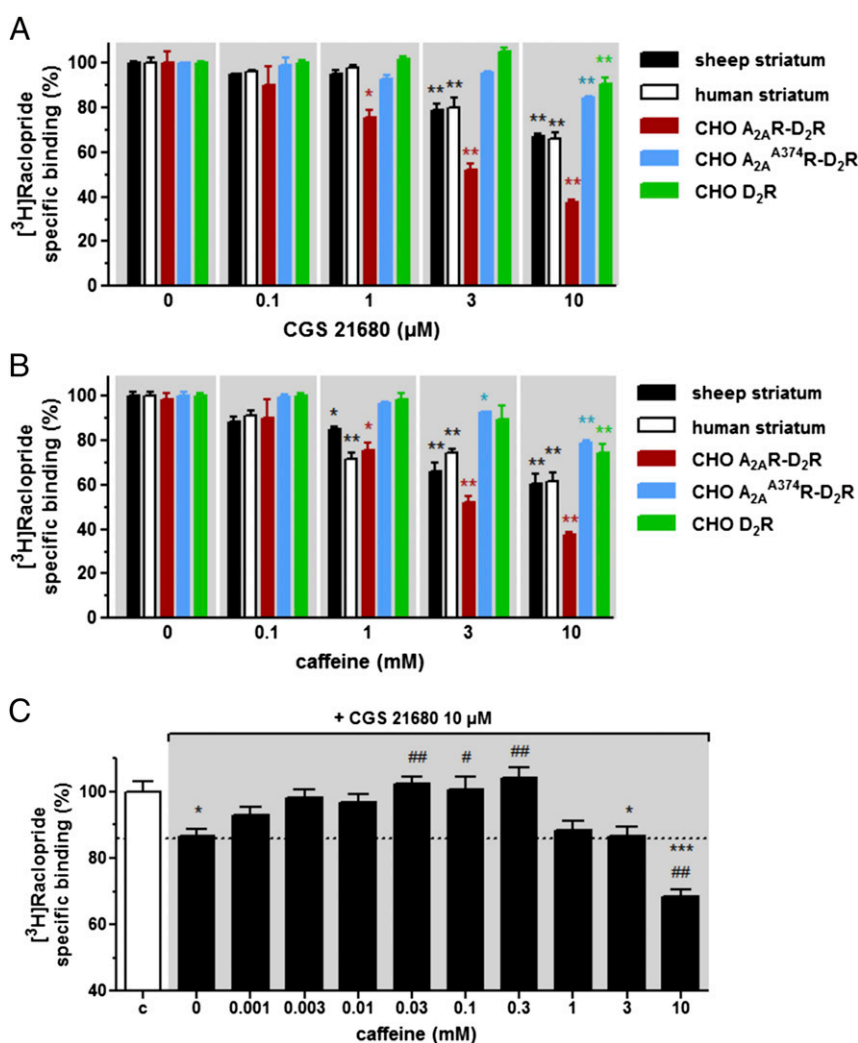 A
[³H]Raclopride
specific binding (%)
100
80
60
40
20
0
*
**
**
**
**
**
**
**
**
0
0.1
1
3
10
CGS 21680 (µM)
sheep striatum
human striatum
CHO A₂AR-D₂R
CHO A₂A^A374R-D₂R
CHO D₂R
B
[³H]Raclopride
specific binding (%)
100
80
60
40
20
0
*
**
*
**
**
**
*
**
**
**
**
**
0
0.1
1
3
10
caffeine (mM)
sheep striatum
human striatum
CHO A₂AR-D₂R
CHO A₂A^A374R-D₂R
CHO D₂R
C
+ CGS 21680 10 µM
[³H]Raclopride
specific binding (%)
100
80
60
40
*
##
#
##
*
***
##
c
0
0.001
0.003
0.01
0.03
0.1
0.3
1
3
10
caffeine (mM)